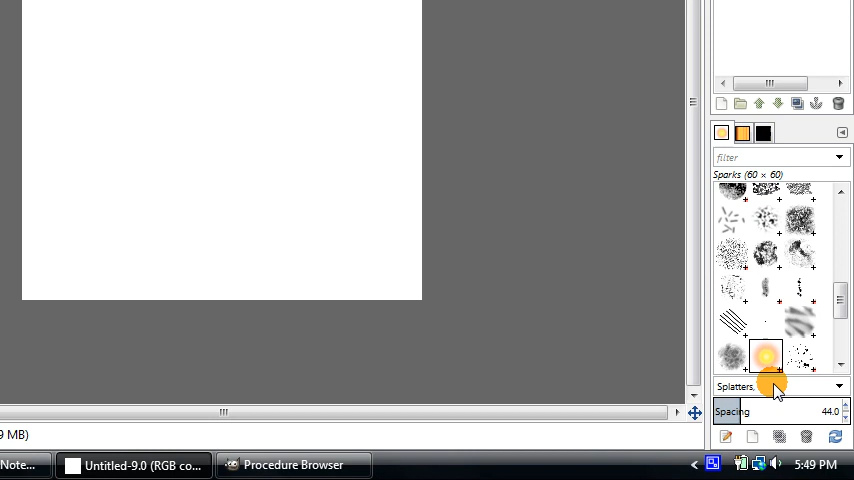 filter
Sparks (60 × 60)
Splatters,
Spacing 44.0
9 MB)
Note...
Untitled-9.0 (RGB co...
Procedure Browser
5:49 PM